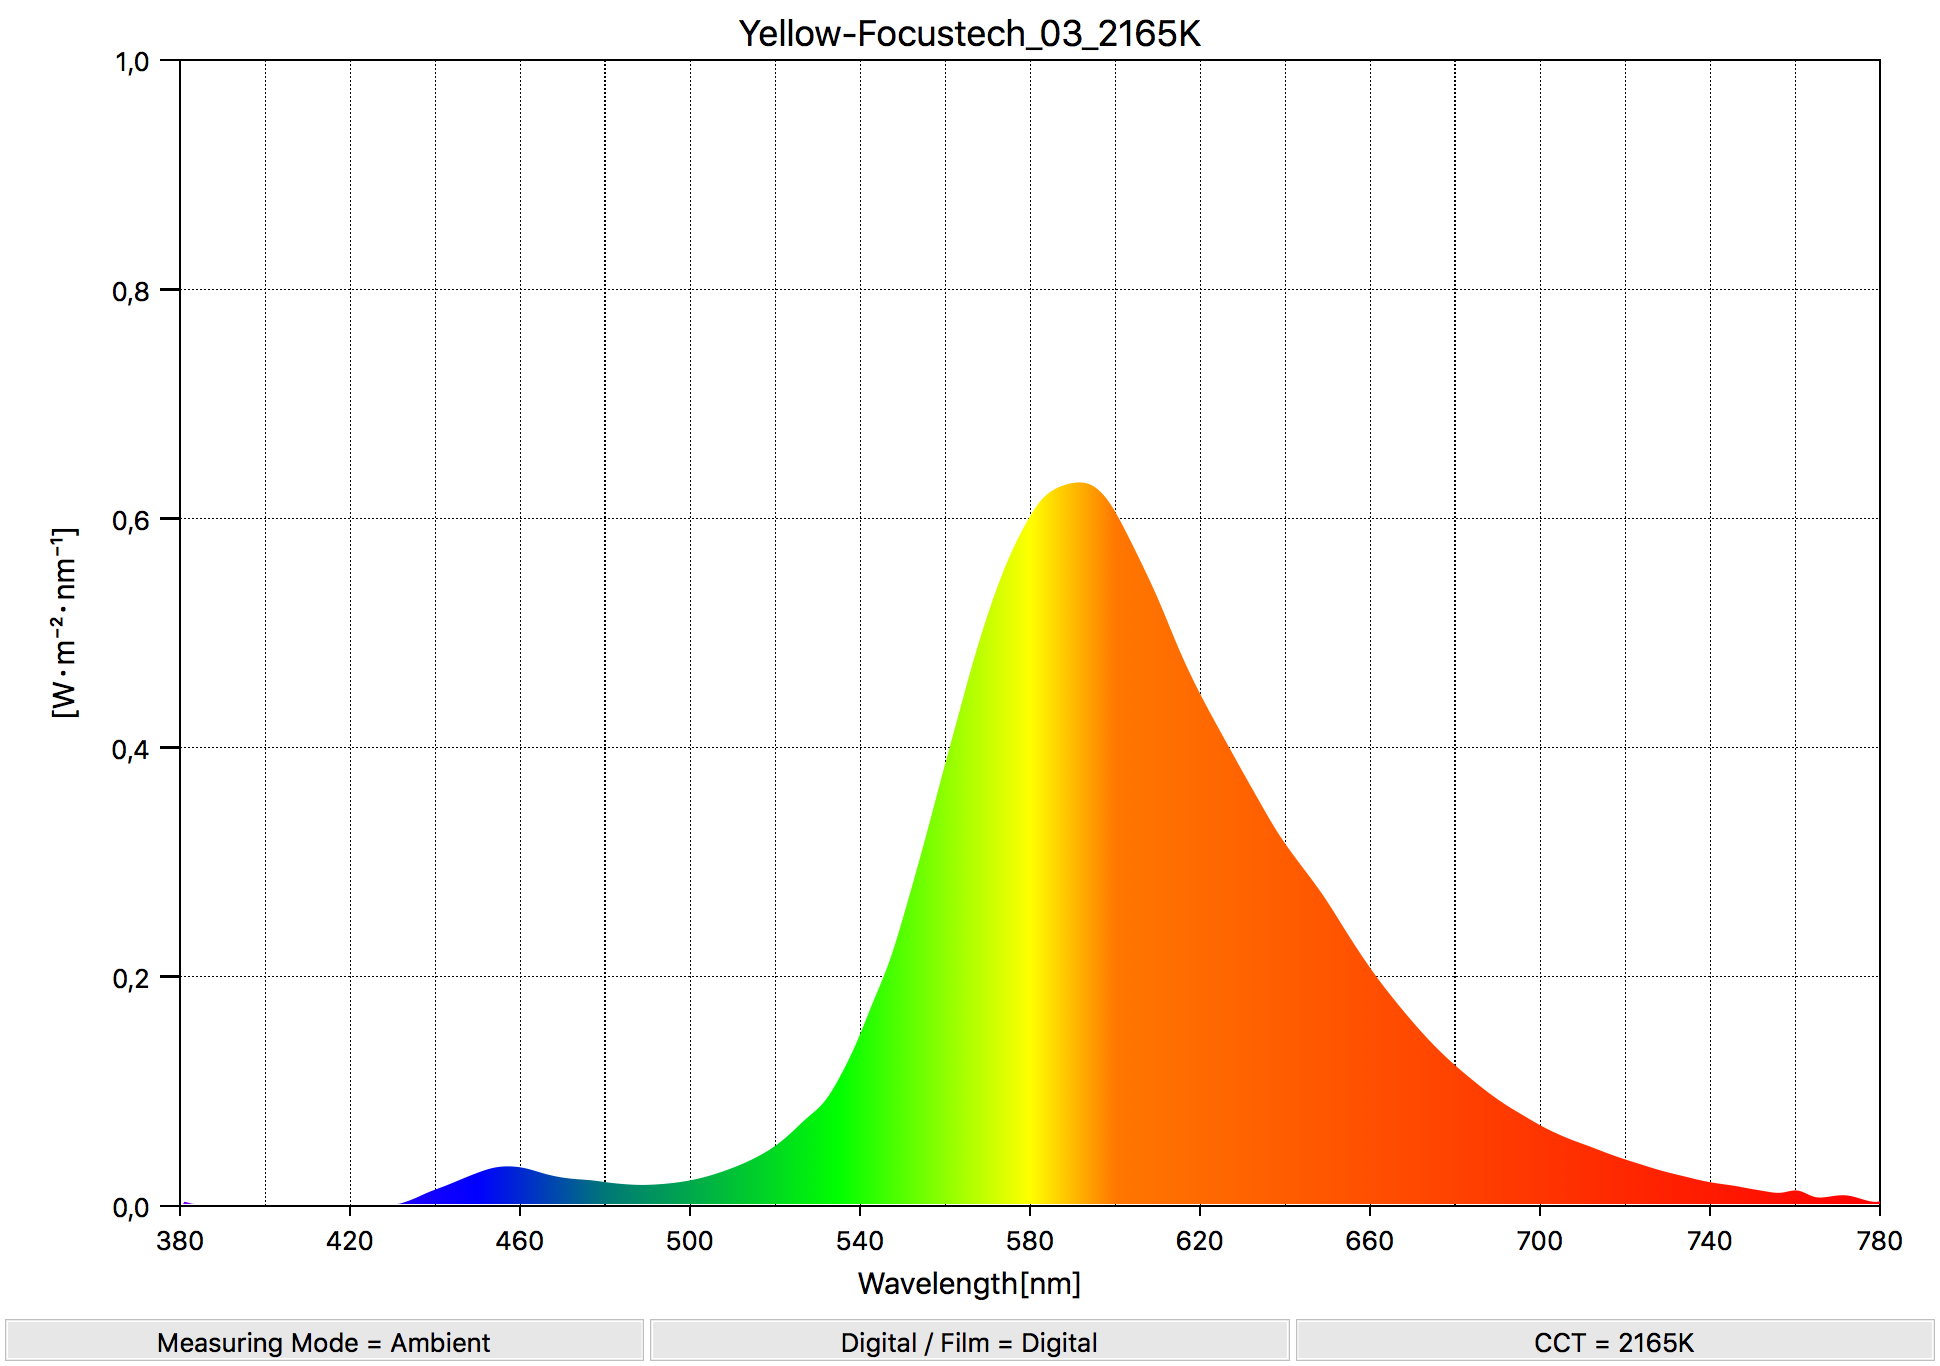 Yellow-Focustech_03_2165K
1,0
0,8
0,6
0,4
0,2
0,0
[W·m⁻²·nm⁻¹]
380 420 460 500 540 580 620 660 700 740 780
Wavelength[nm]
Measuring Mode = Ambient
Digital / Film = Digital
CCT = 2165K